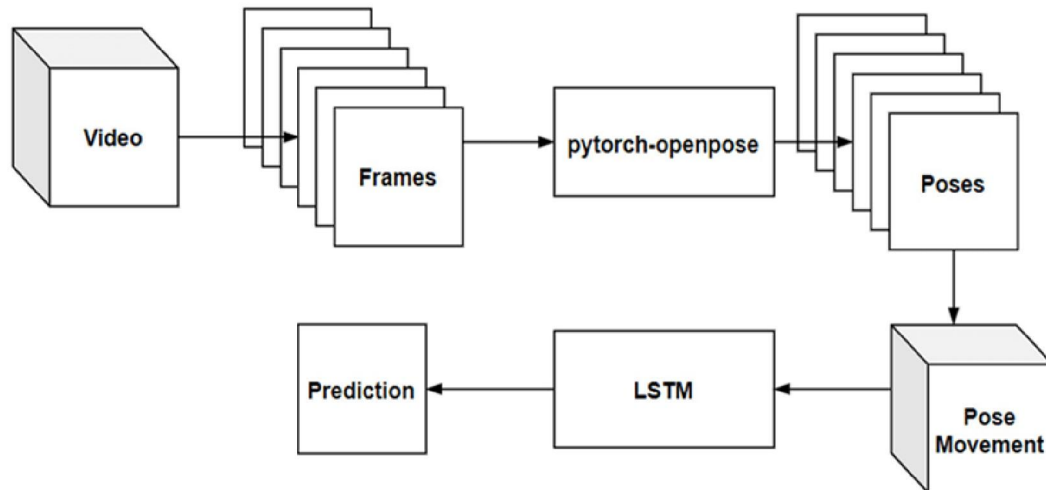 Video
Frames
pytorch-openpose
Poses
Prediction
LSTM
Pose
Movement